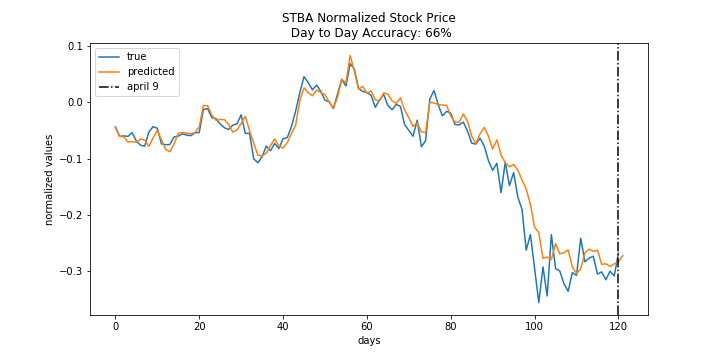 STBA Normalized Stock Price
Day to Day Accuracy: 66%
0.1
0.0
−0.1
−0.2
−0.3
normalized values
true
predicted
april 9
0 20 40 60 80 100 120
days